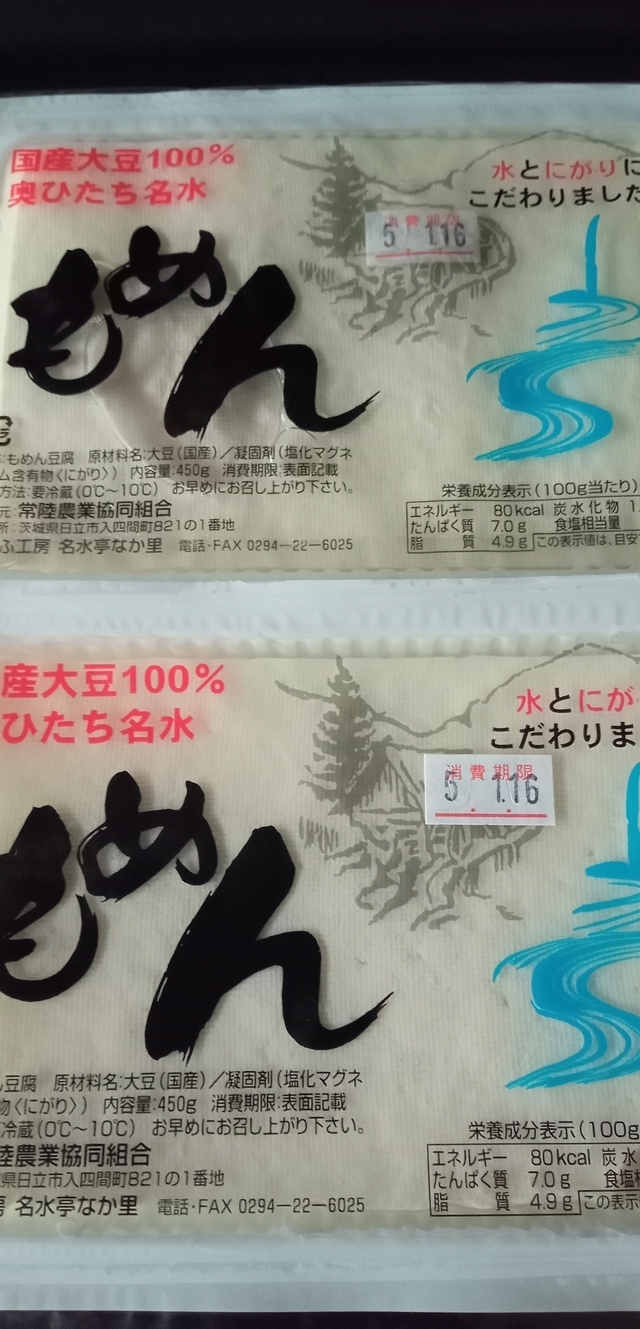 国産大豆100%
奥ひたち名水
水とにがりに
こだわりました
消費期限
5 1.16
もめん
:もめん豆腐 原材料名:大豆(国産)/凝固剤(塩化マグネ
ム含有物〈にがり〉) 内容量:450g 消費期限:表面記載
方法:要冷蔵(0℃〜10℃) お早めにお召し上がり下さい。
元:常陸農業協同組合
所:茨城県日立市入四間町821の1番地
ふ工房 名水亭なか里 電話・FAX 0294-22-6025
栄養成分表示(100g当たり)
エネルギー 80kcal 炭水化物 1.
たんぱく質 7.0g 食塩相当量
脂質 4.9g この表示値は、目安
産大豆100%
ひたち名水
水とにが
こだわりま
消費期限
5 1.16
もめん
ん豆腐 原材料名:大豆(国産)/凝固剤(塩化マグネ
物〈にがり〉) 内容量:450g 消費期限:表面記載
冷蔵(0℃〜10℃) お早めにお召し上がり下さい。
陸農業協同組合
県日立市入四間町821の1番地
房 名水亭なか里 電話・FAX 0294-22-6025
栄養成分表示(100g
エネルギー 80kcal 炭水
たんぱく質 7.0g 食塩相
脂質 4.9g この表